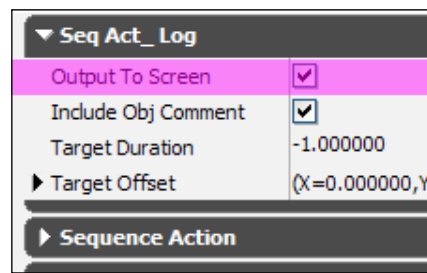 Seq Act_ Log
Output To Screen
Include Obj Comment
Target Duration -1.000000
Target Offset (X=0.000000,Y
Sequence Action